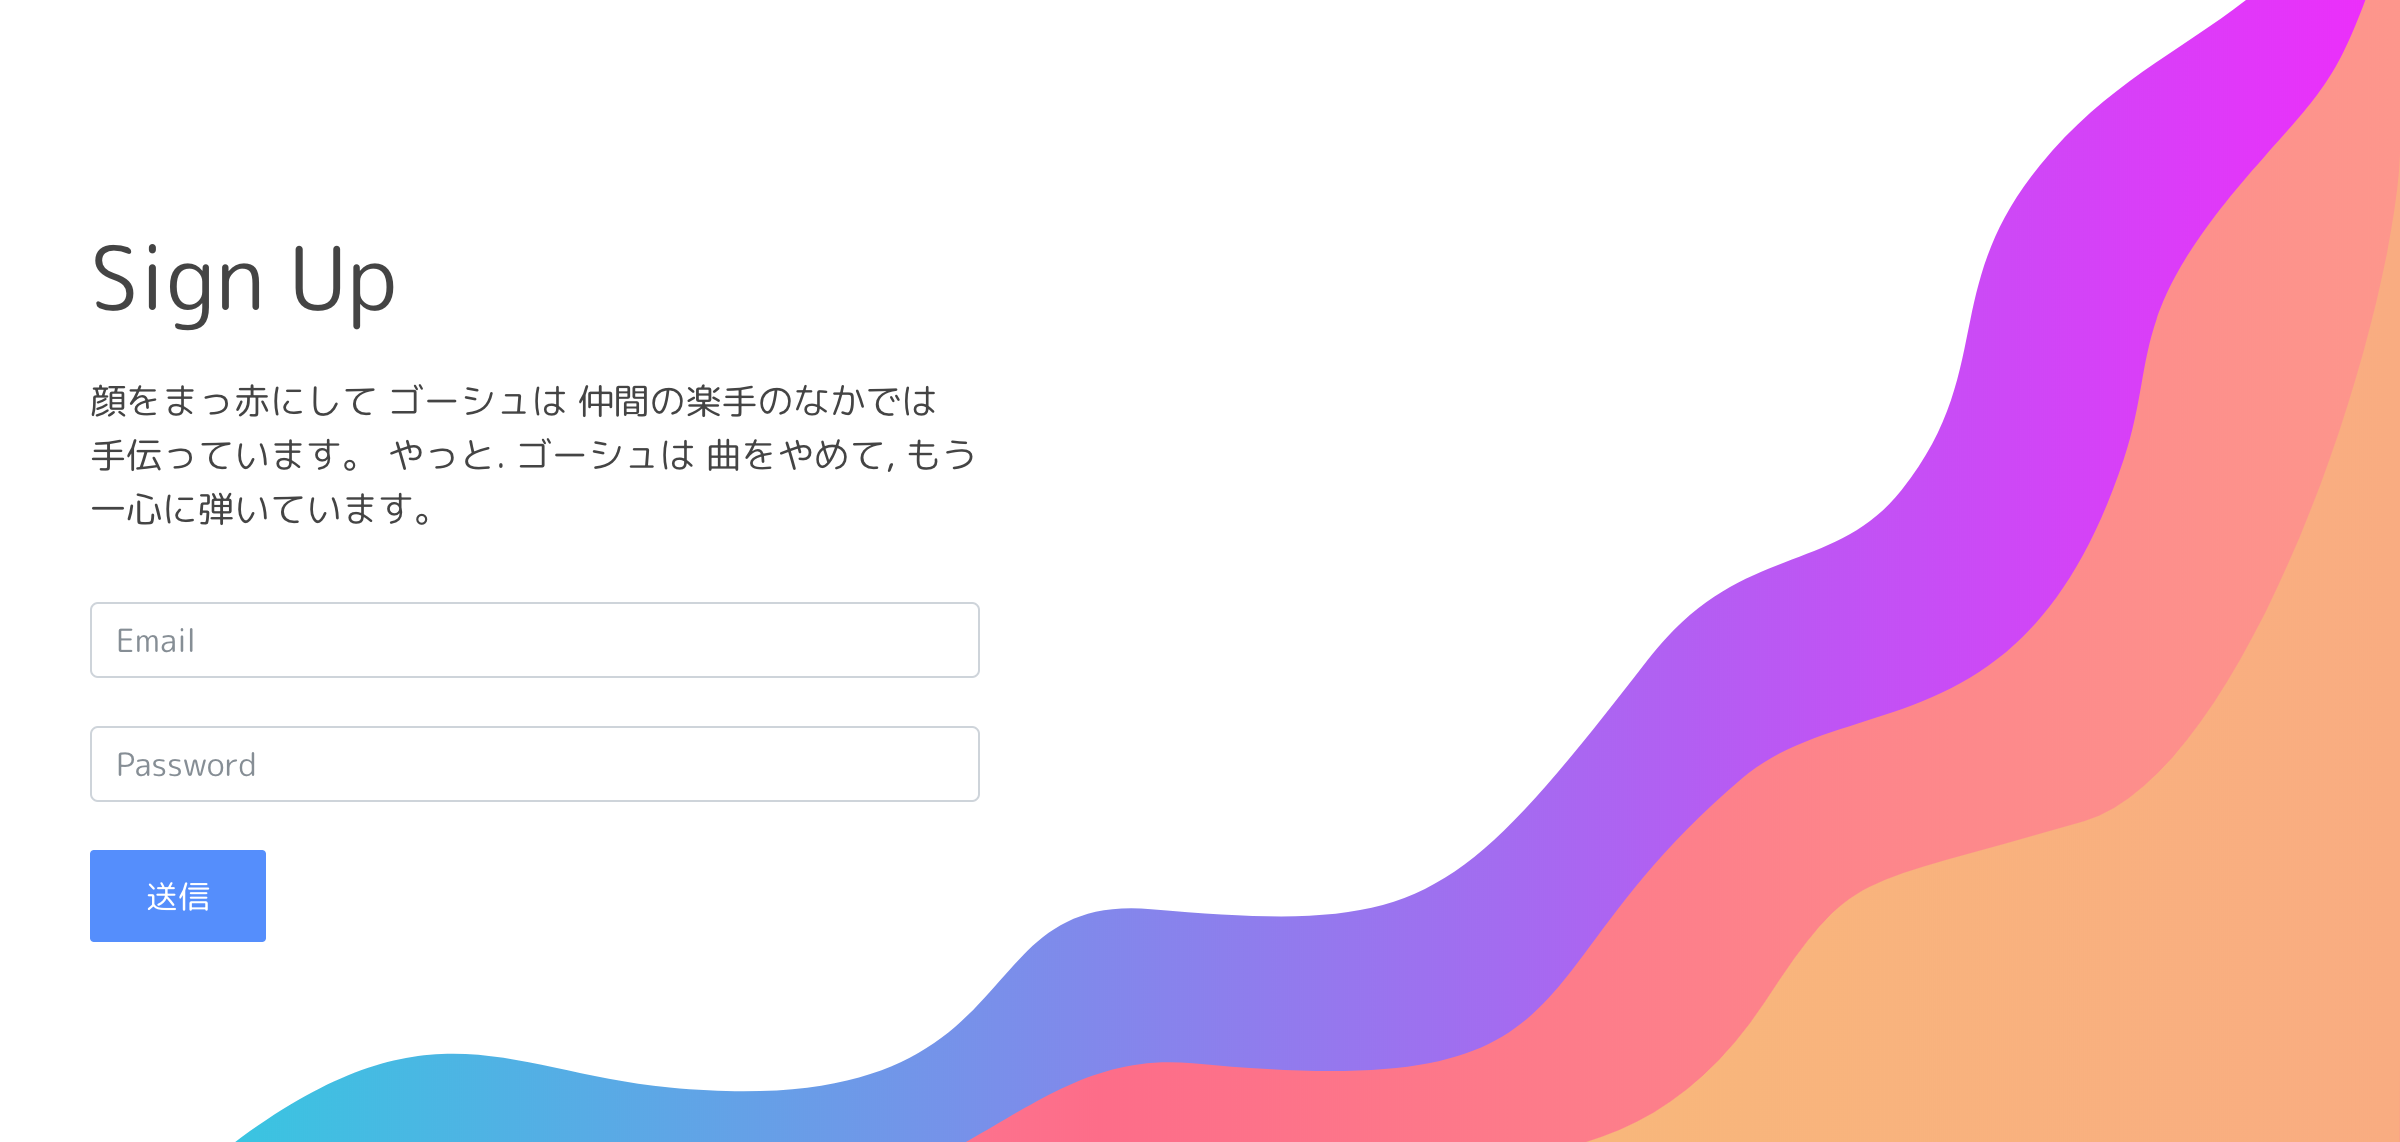 Sign Up
顔をまっ赤にして ゴーシュは 仲間の楽手のなかでは
手伝っています。 やっと. ゴーシュは 曲をやめて, もう
一心に弾いています。
Email
Password
送信